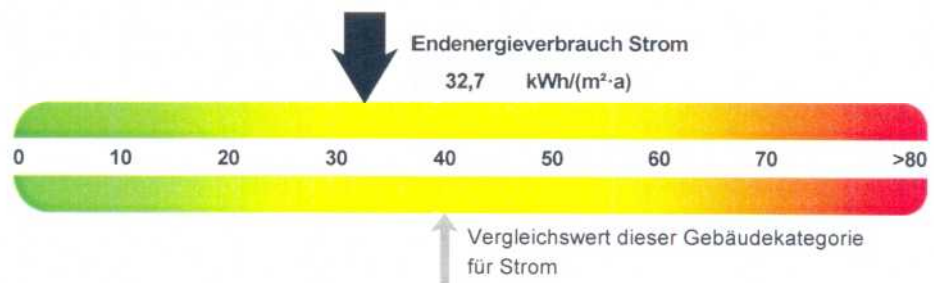 Endenergieverbrauch Strom
32,7 kWh/(m²·a)
0 10 20 30 40 50 60 70 >80
Vergleichswert dieser Gebäudekategorie
für Strom